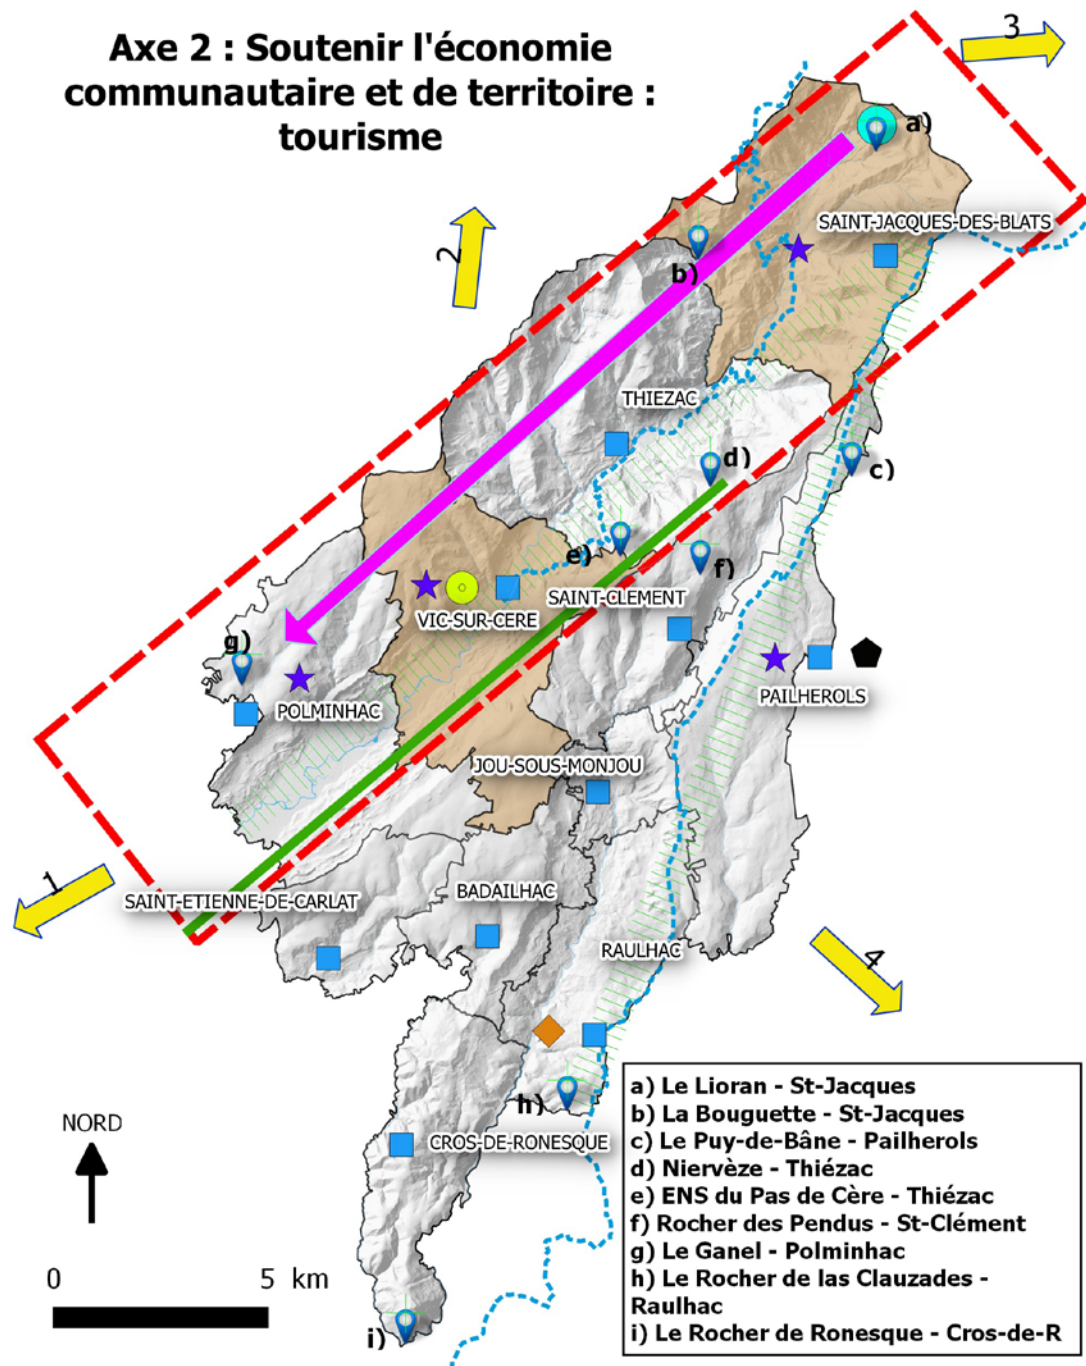 Axe 2 : Soutenir l'économie
communautaire et de territoire :
tourisme
3
a)
SAINT-JACQUES-DES-BLATS
2
b)
THIEZAC
d)
c)
e)
f)
SAINT-CLEMENT
VIC-SUR-CERE
g)
PAILHEROLS
POLMINHAC
JOU-SOUS-MONJOU
1
BADAILHAC
SAINT-ETIENNE-DE-CARLAT
RAULHAC
4
h)
CROS-DE-RONESQUE
i)
NORD
0 5 km
a) Le Lioran - St-Jacques
b) La Bouguette - St-Jacques
c) Le Puy-de-Bâne - Pailherols
d) Niervèze - Thiézac
e) ENS du Pas de Cère - Thiézac
f) Rocher des Pendus - St-Clément
g) Le Ganel - Polminhac
h) Le Rocher de las Clauzades -
Raulhac
i) Le Rocher de Ronesque - Cros-de-R